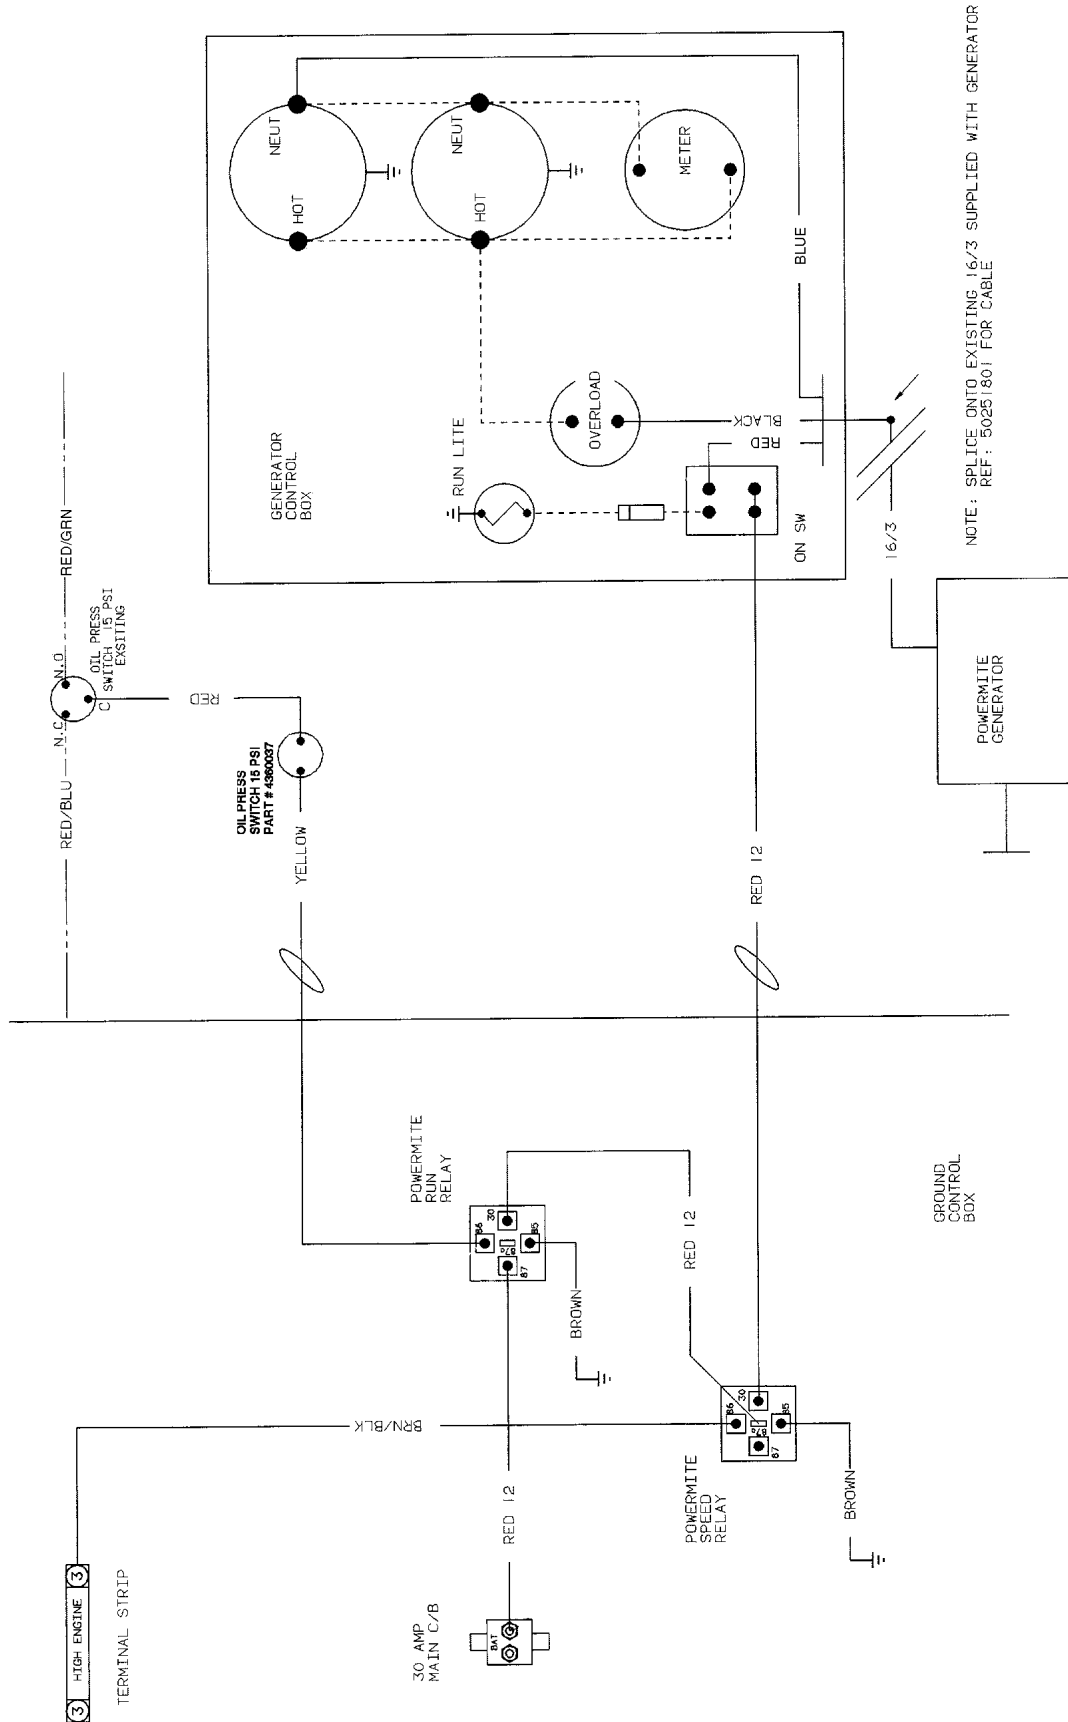 RED/BLU
N.C
N.O
RED/GRN
C
OIL PRESS
SWITCH 15 PSI
EXSITING
RED
OIL PRESS
SWITCH 15 PSI
PART # 4360037
YELLOW
GENERATOR
CONTROL
BOX
HOT
NEUT
HOT
NEUT
METER
RUN LITE
OVERLOAD
BLACK
RED
BLUE
ON SW
RED 12
16/3
NOTE: SPLICE ONTO EXISTING 16/3 SUPPLIED WITH GENERATOR
REF: 50251801 FOR CABLE
POWERMITE
GENERATOR
3
HIGH ENGINE
3
TERMINAL STRIP
BRN/BLK
30 AMP
MAIN C/B
BAT
RED 12
POWERMITE
RUN
RELAY
86
30
87a
87
85
BROWN
RED 12
POWERMITE
SPEED
RELAY
86
30
87a
87
85
BROWN
GROUND
CONTROL
BOX